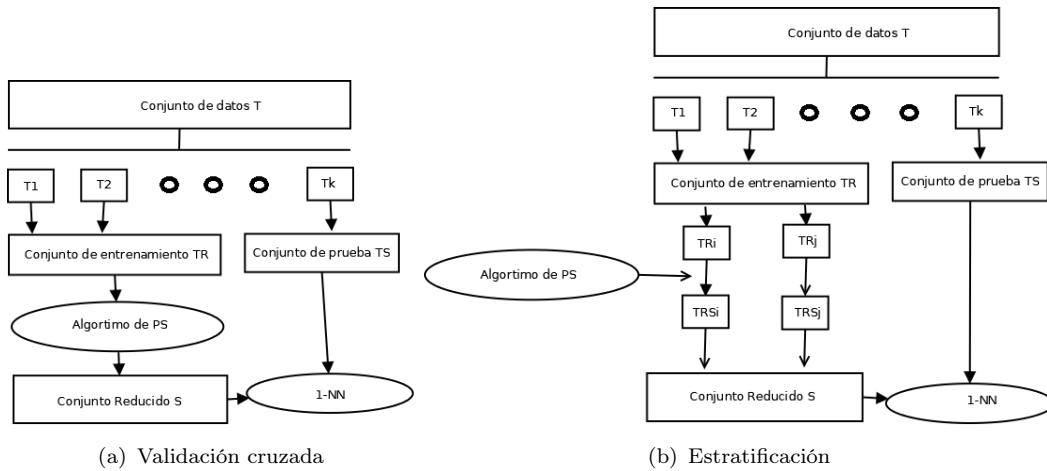 Conjunto de datos T
T1
T2
Tk
Conjunto de entrenamiento TR
Conjunto de prueba TS
Algortimo de PS
Conjunto Reducido S
1-NN
(a) Validación cruzada
Conjunto de datos T
T1
T2
Tk
Conjunto de entrenamiento TR
Conjunto de prueba TS
TRi
TRj
Algortimo de PS
TRSi
TRSj
Conjunto Reducido S
1-NN
(b) Estratificación